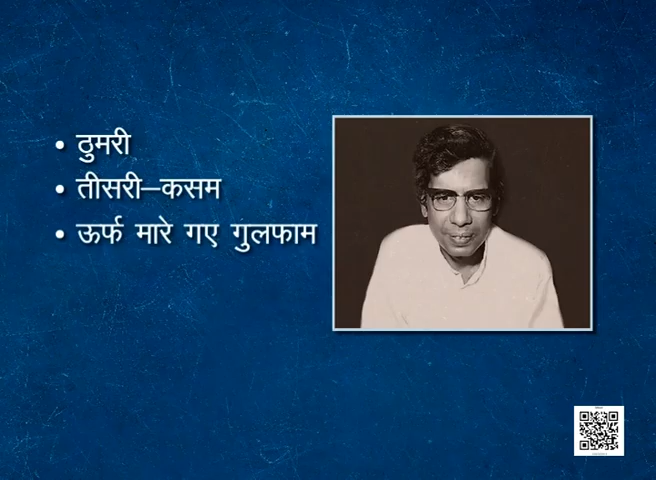 • ठुमरी
• तीसरी–कसम
• ऊर्फ मारे गए गुलफाम